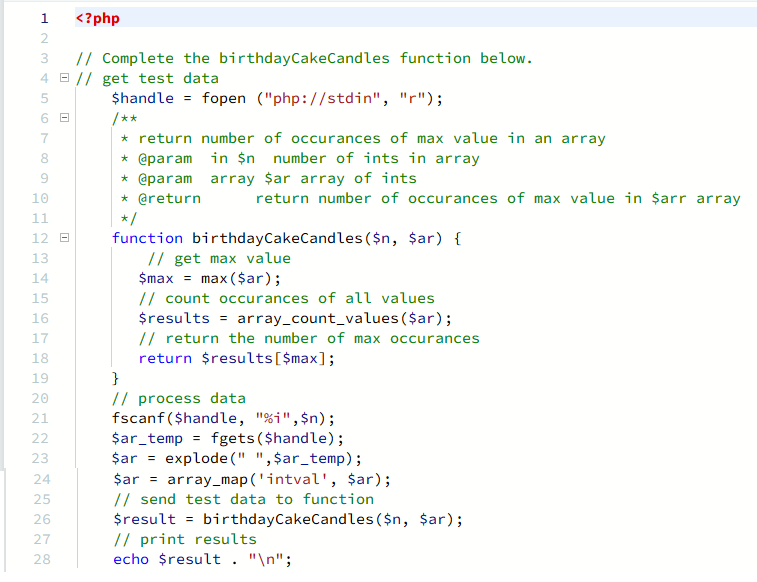 1 <?php
2
3 // Complete the birthdayCakeCandles function below.
4 // get test data
5 $handle = fopen ("php://stdin", "r");
6 /**
7 * return number of occurances of max value in an array
8 * @param  in $n  number of ints in array
9 * @param  array $ar array of ints
10 * @return      return number of occurances of max value in $arr array
11 */
12 function birthdayCakeCandles($n, $ar) {
13 // get max value
14 $max = max($ar);
15 // count occurances of all values
16 $results = array_count_values($ar);
17 // return the number of max occurances
18 return $results[$max];
19 }
20 // process data
21 fscanf($handle, "%i",$n);
22 $ar_temp = fgets($handle);
23 $ar = explode(" ",$ar_temp);
24 $ar = array_map('intval', $ar);
25 // send test data to function
26 $result = birthdayCakeCandles($n, $ar);
27 // print results
28 echo $result . "\n";